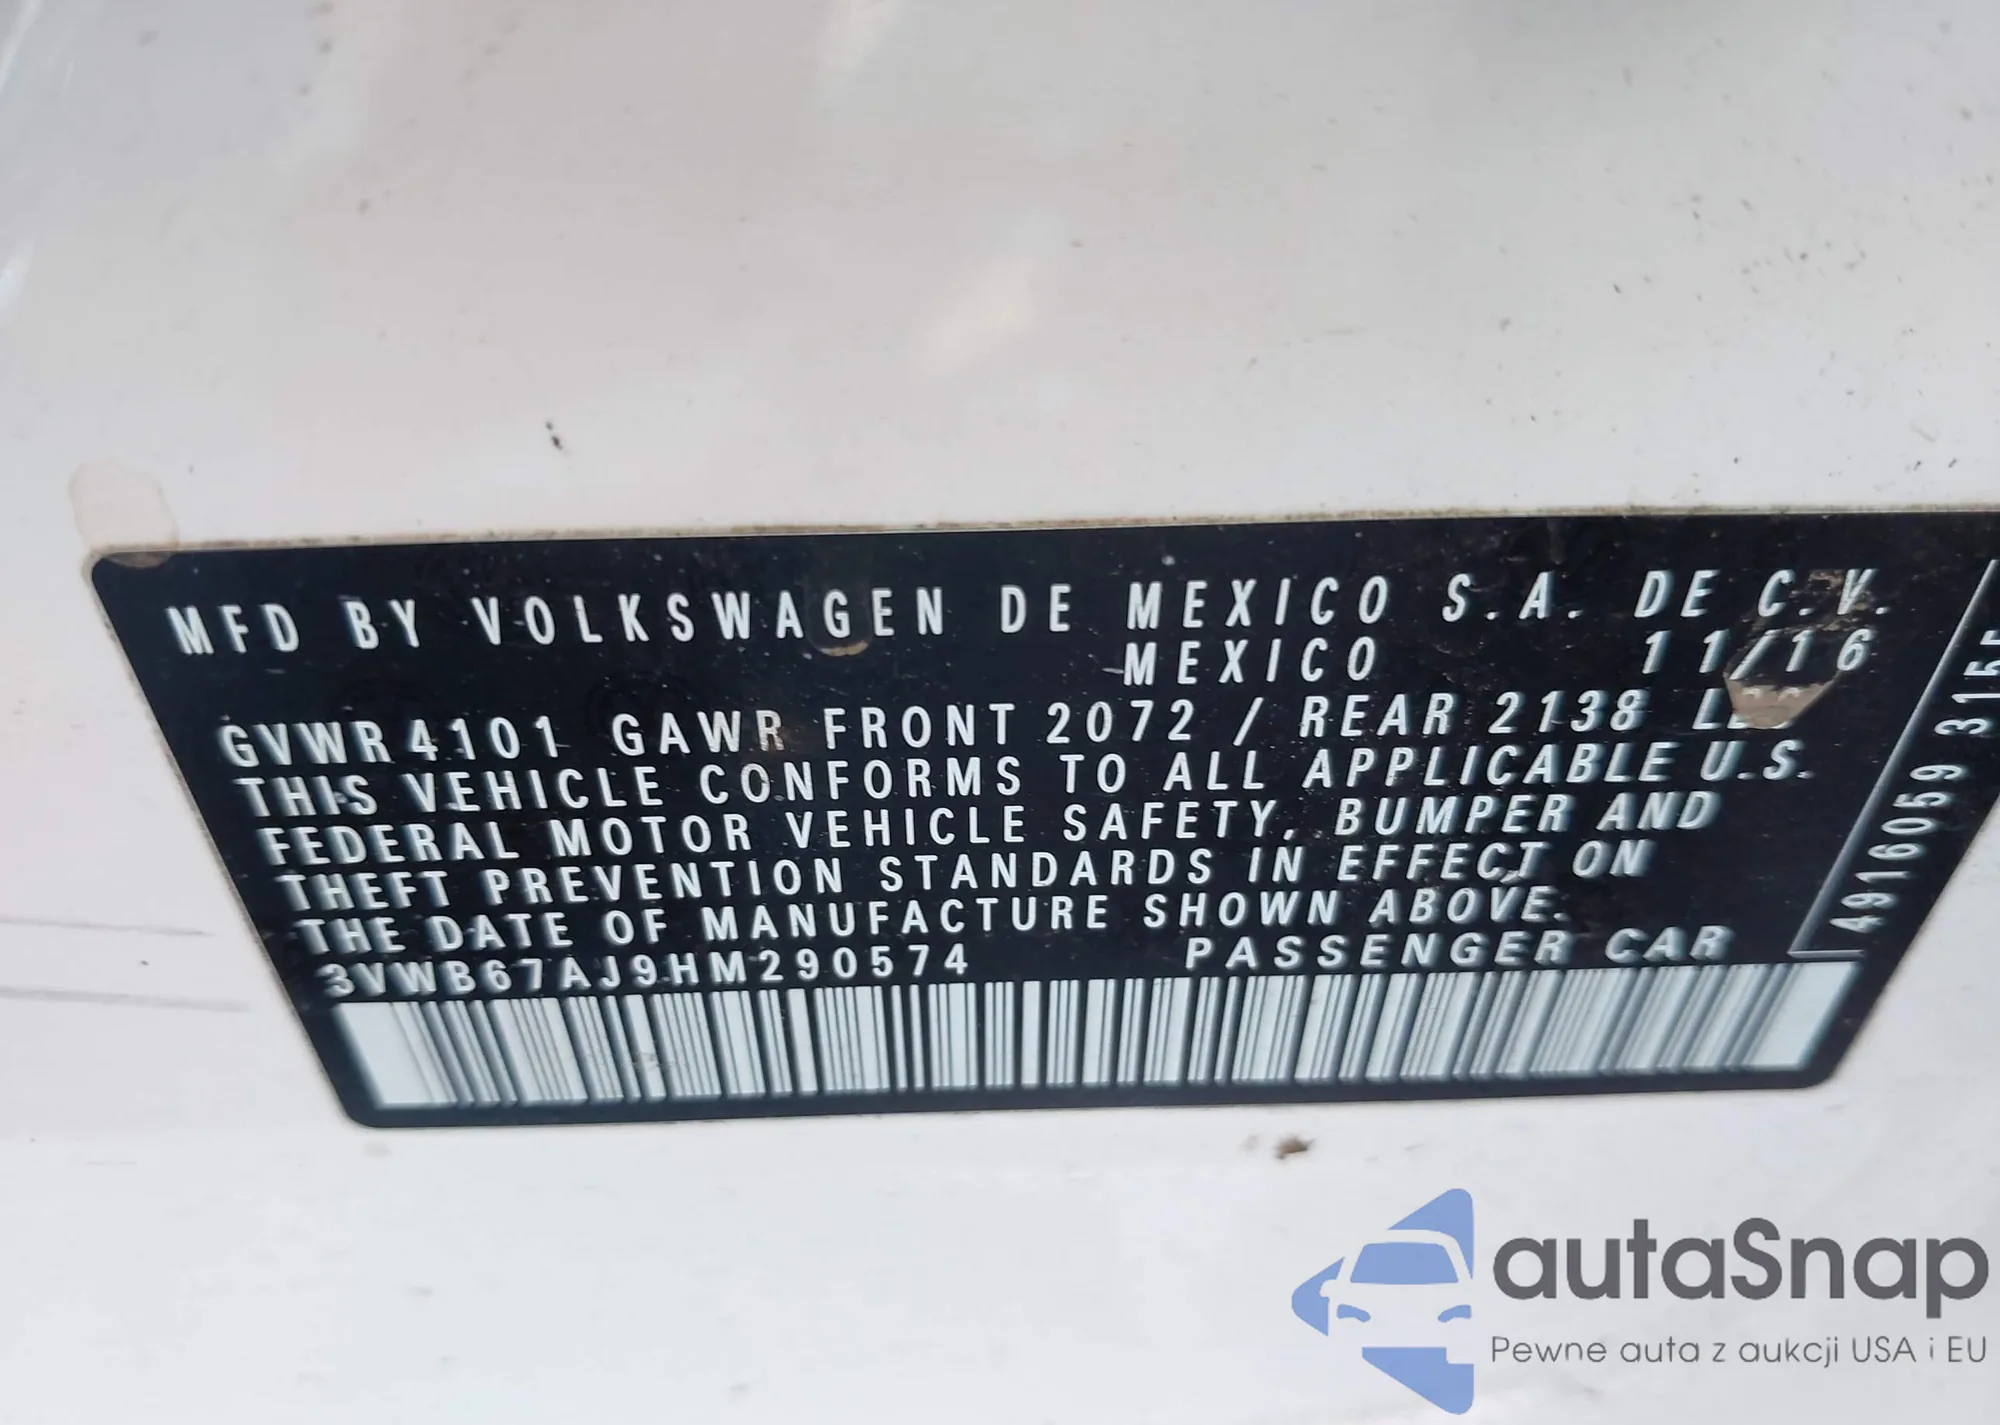 MFD BY VOLKSWAGEN DE MEXICO S.A. DE C.V.
MEXICO 11/16
GVWR 4101 GAWR FRONT 2072 / REAR 2138
THIS VEHICLE CONFORMS TO ALL APPLICABLE U.S.
FEDERAL MOTOR VEHICLE SAFETY, BUMPER AND
THEFT PREVENTION STANDARDS IN EFFECT ON
THE DATE OF MANUFACTURE SHOWN ABOVE.
3VWB67AJ9HM290574 PASSENGER CAR
4916059
autaSnap
Pewne auta z aukcji USA i EU